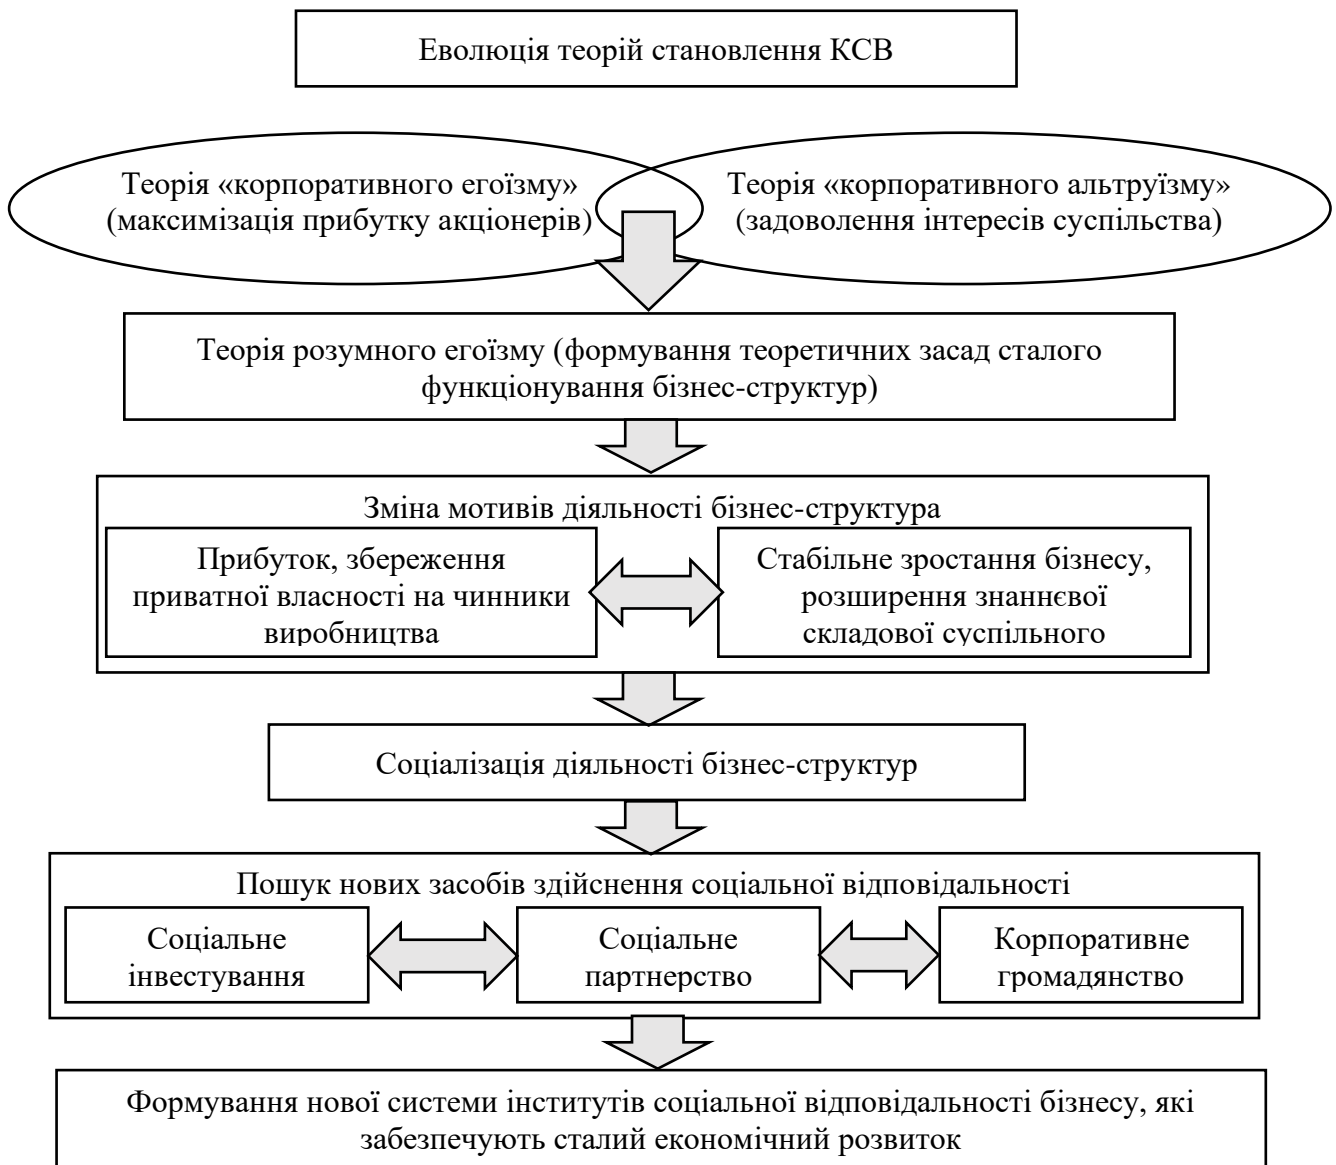 Еволюція теорій становлення КСВ
Теорія «корпоративного егоїзму»
(максимізація прибутку акціонерів)
Теорія «корпоративного альтруїзму»
(задоволення інтересів суспільства)
Теорія розумного егоїзму (формування теоретичних засад сталого
функціонування бізнес-структур)
Зміна мотивів діяльності бізнес-структура
Прибуток, збереження
приватної власності на чинники
виробництва
Стабільне зростання бізнесу,
розширення знаннєвої
складової суспільного
Соціалізація діяльності бізнес-структур
Пошук нових засобів здійснення соціальної відповідальності
Соціальне
інвестування
Соціальне
партнерство
Корпоративне
громадянство
Формування нової системи інститутів соціальної відповідальності бізнесу, які
забезпечують сталий економічний розвиток